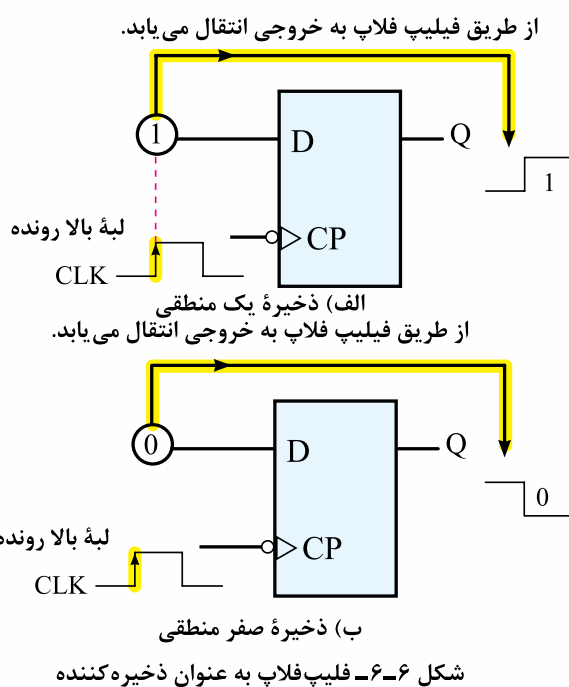 از طریق فیلیپ فلاپ به خروجی انتقال می‌یابد.
1
D
Q
1
لبهٔ بالا رونده
CP
CLK
الف) ذخیرهٔ یک منطقی
از طریق فیلیپ فلاپ به خروجی انتقال می‌یابد.
0
D
Q
0
لبهٔ بالا رونده
CP
CLK
ب) ذخیرهٔ صفر منطقی
شکل ۶-۶- فلیپ‌فلاپ به عنوان ذخیره‌کننده